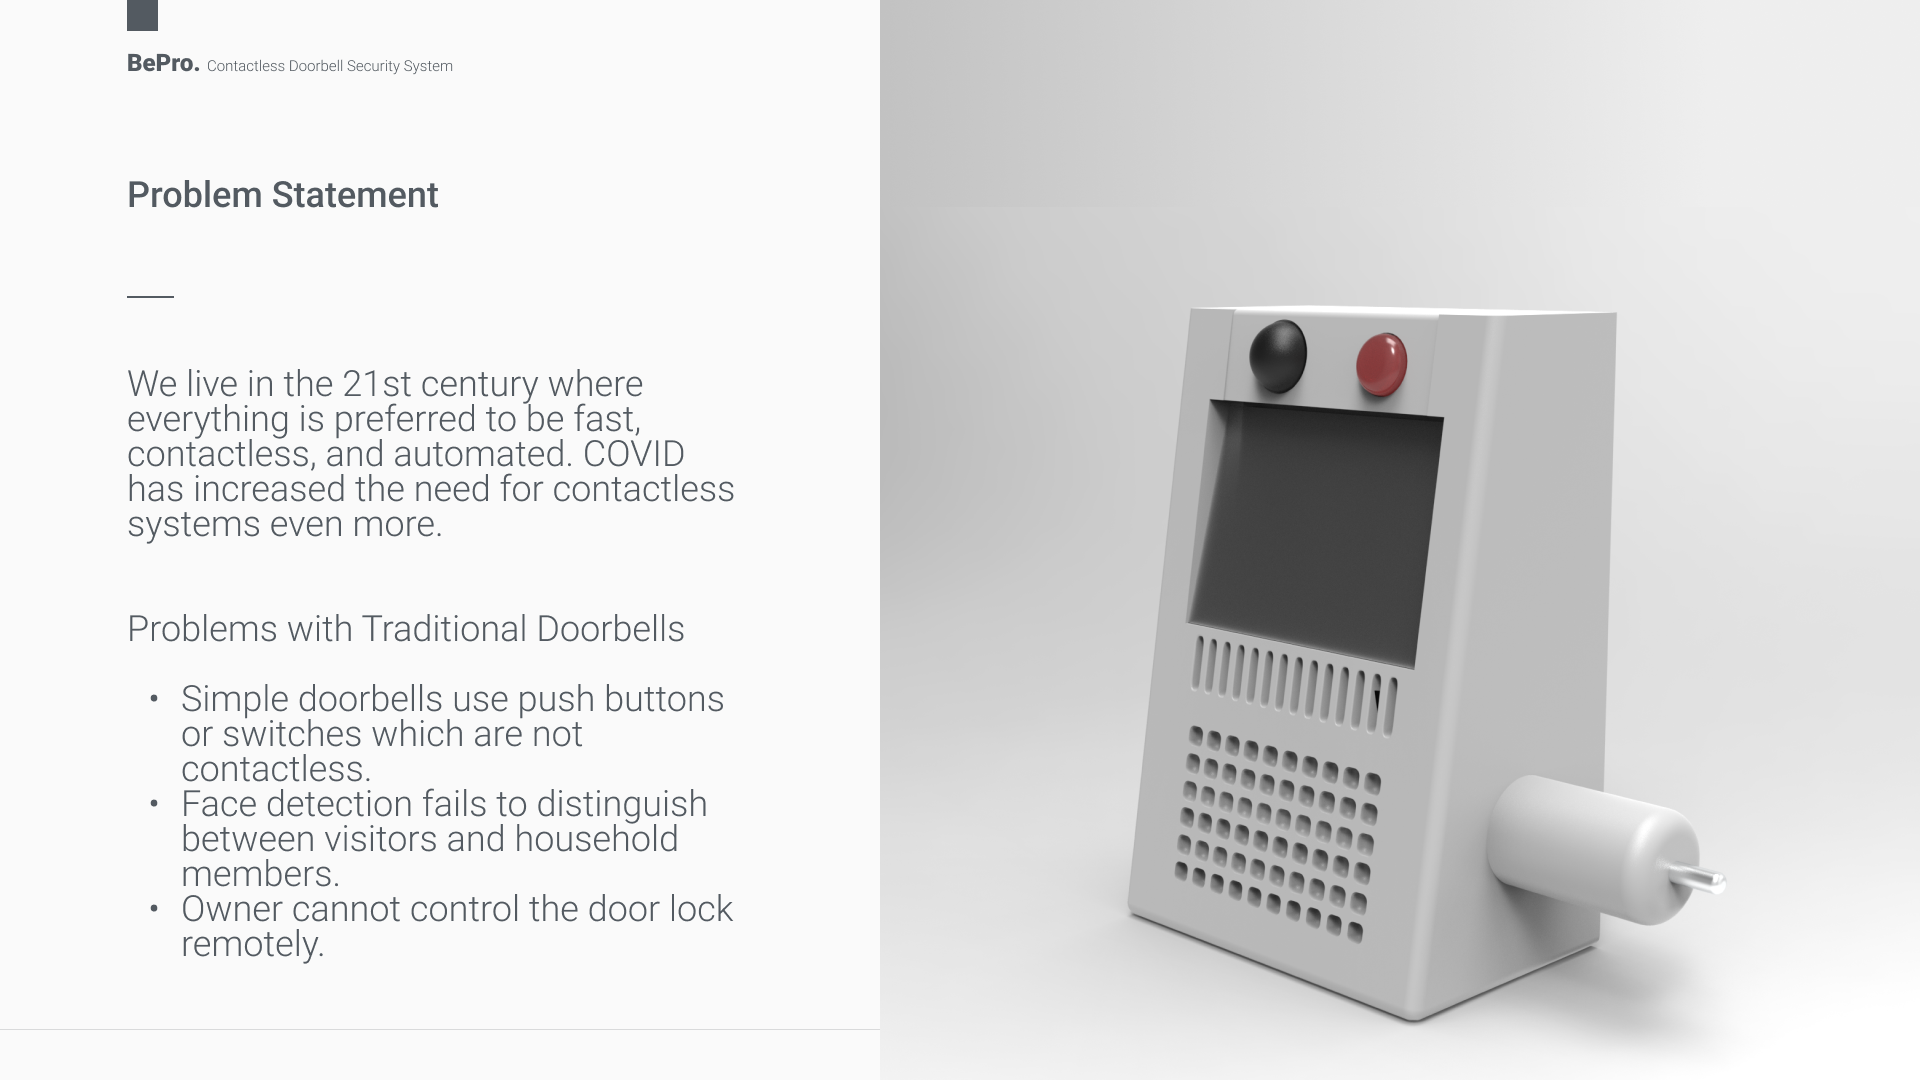 BePro. Contactless Doorbell Security System
Problem Statement
We live in the 21st century where
everything is preferred to be fast,
contactless, and automated. COVID
has increased the need for contactless
systems even more.
Problems with Traditional Doorbells
• Simple doorbells use push buttons
or switches which are not
contactless.
• Face detection fails to distinguish
between visitors and household
members.
• Owner cannot control the door lock
remotely.